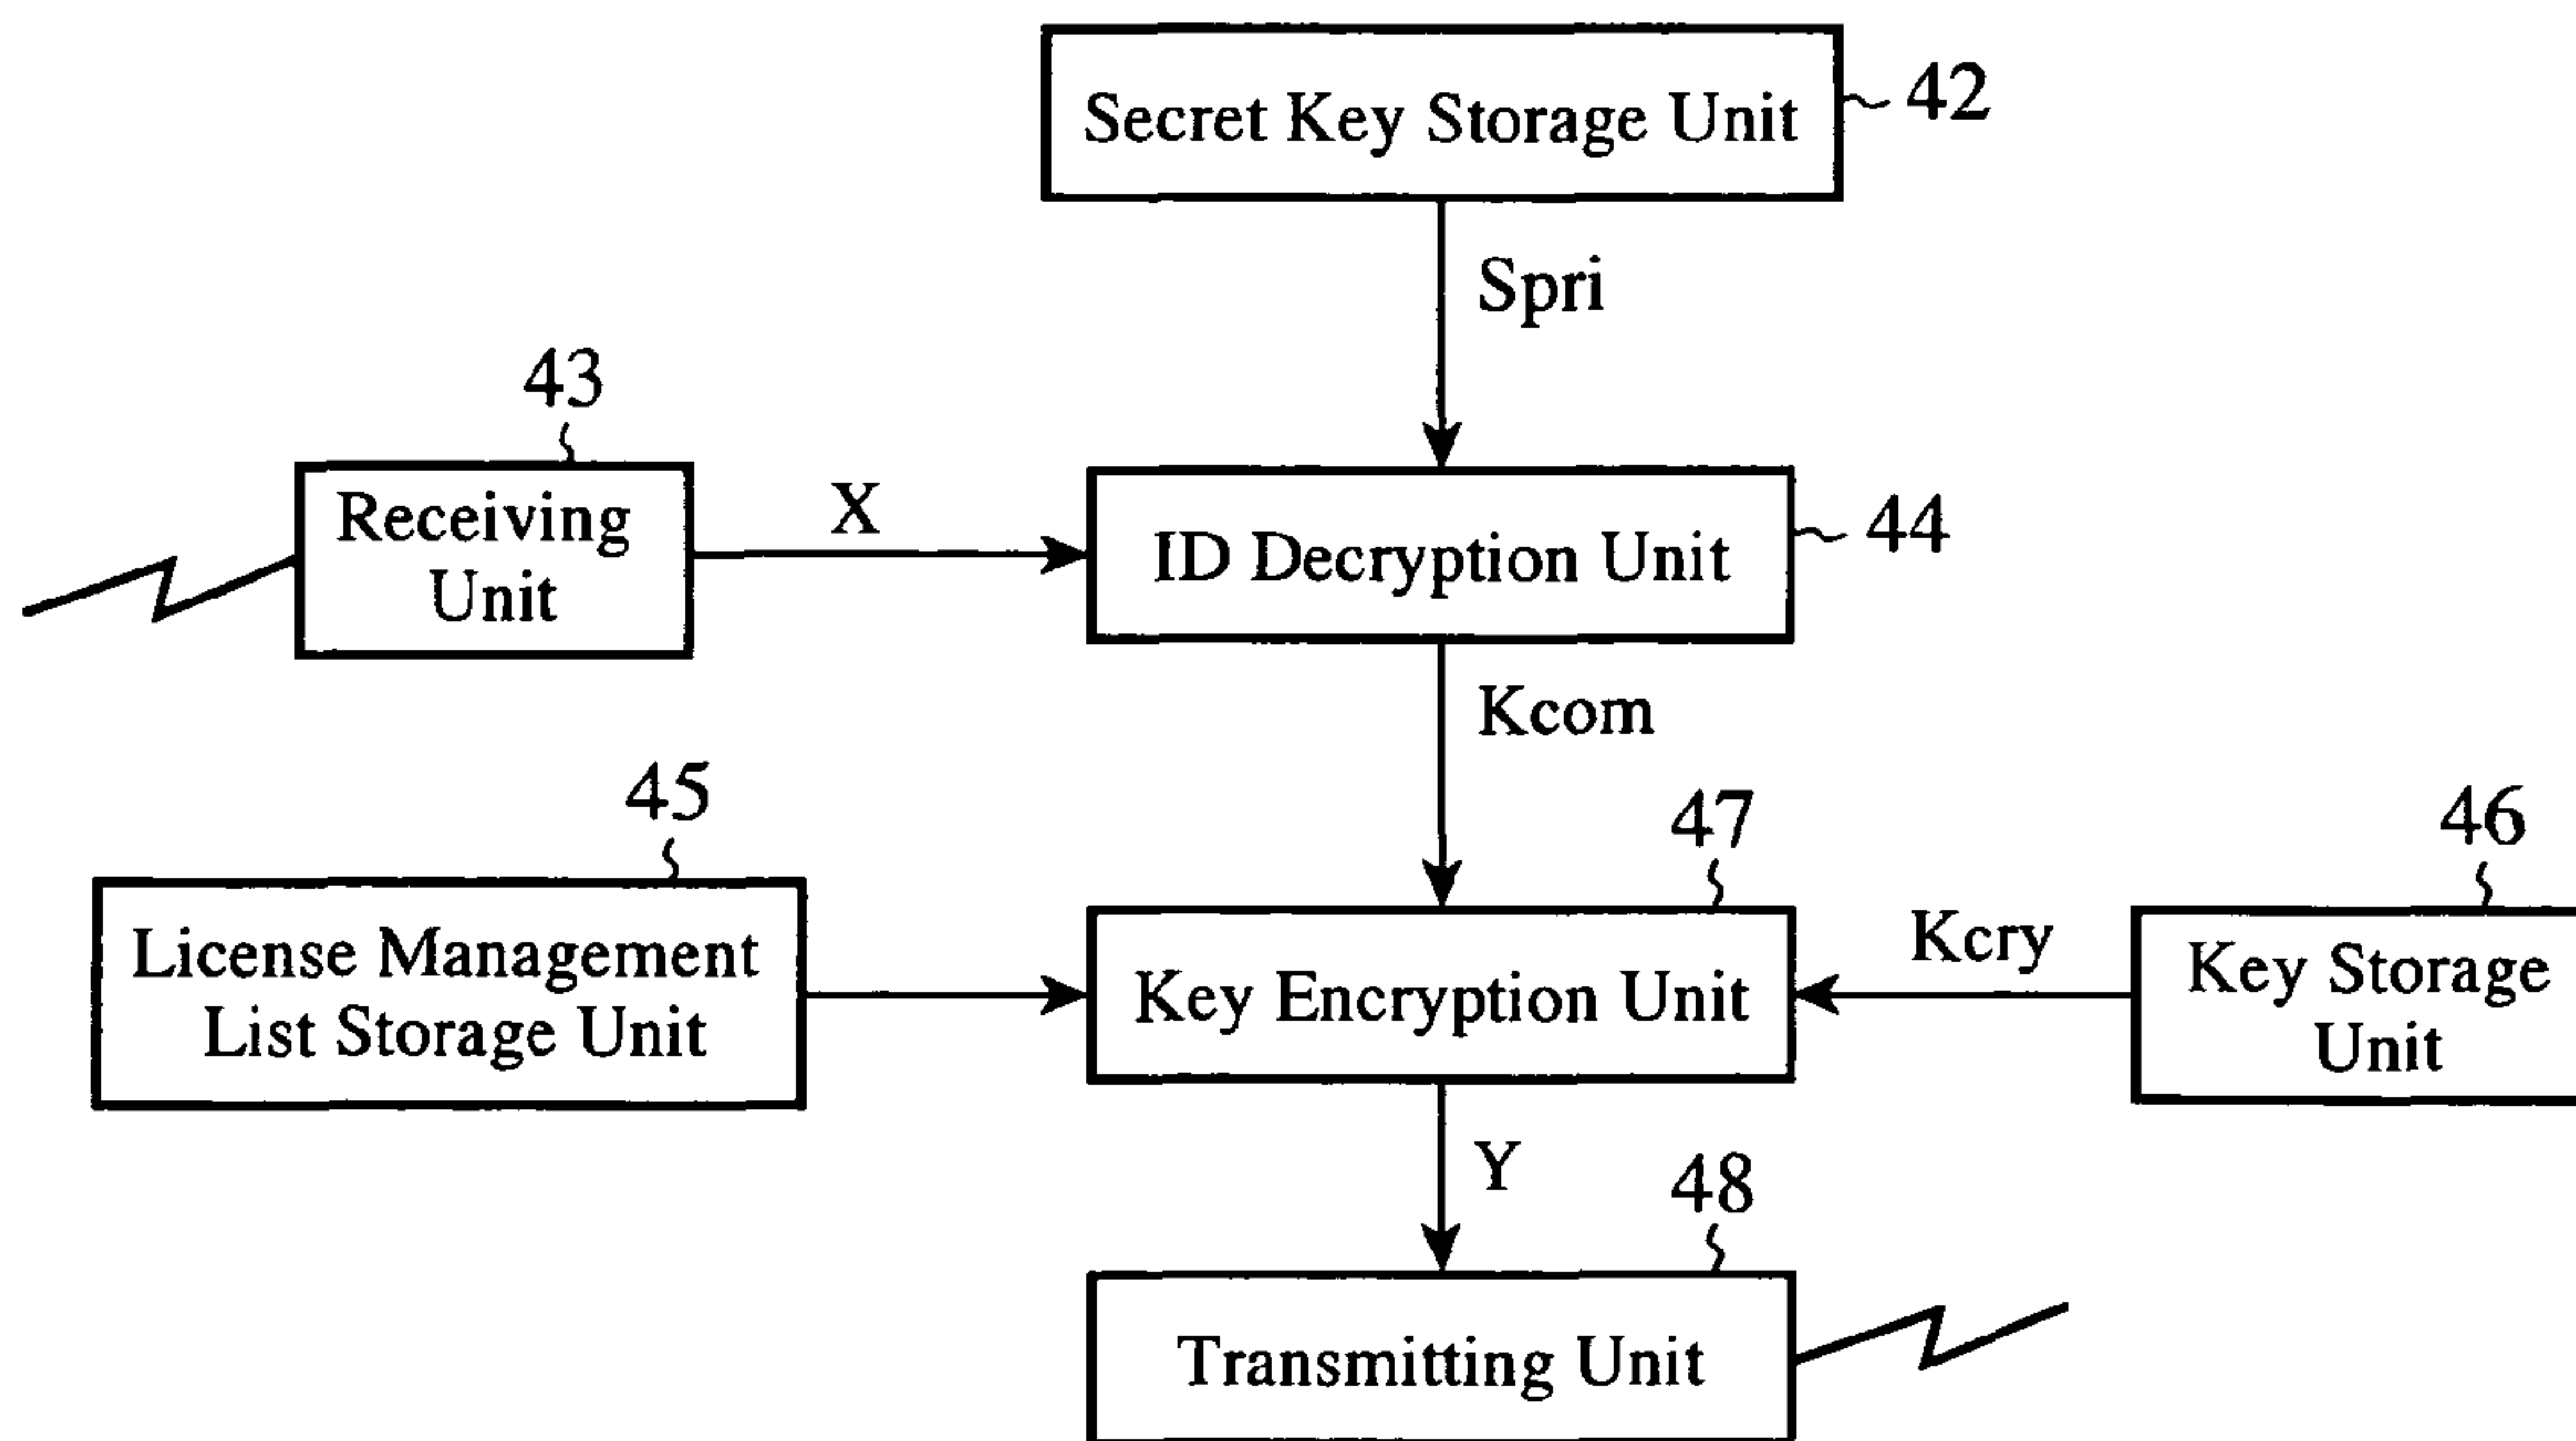 Secret Key Storage Unit
42
Spri
43
Receiving
Unit
X
ID Decryption Unit
44
Kcom
45
License Management
List Storage Unit
47
Key Encryption Unit
Kcry
46
Key Storage
Unit
Y
48
Transmitting Unit